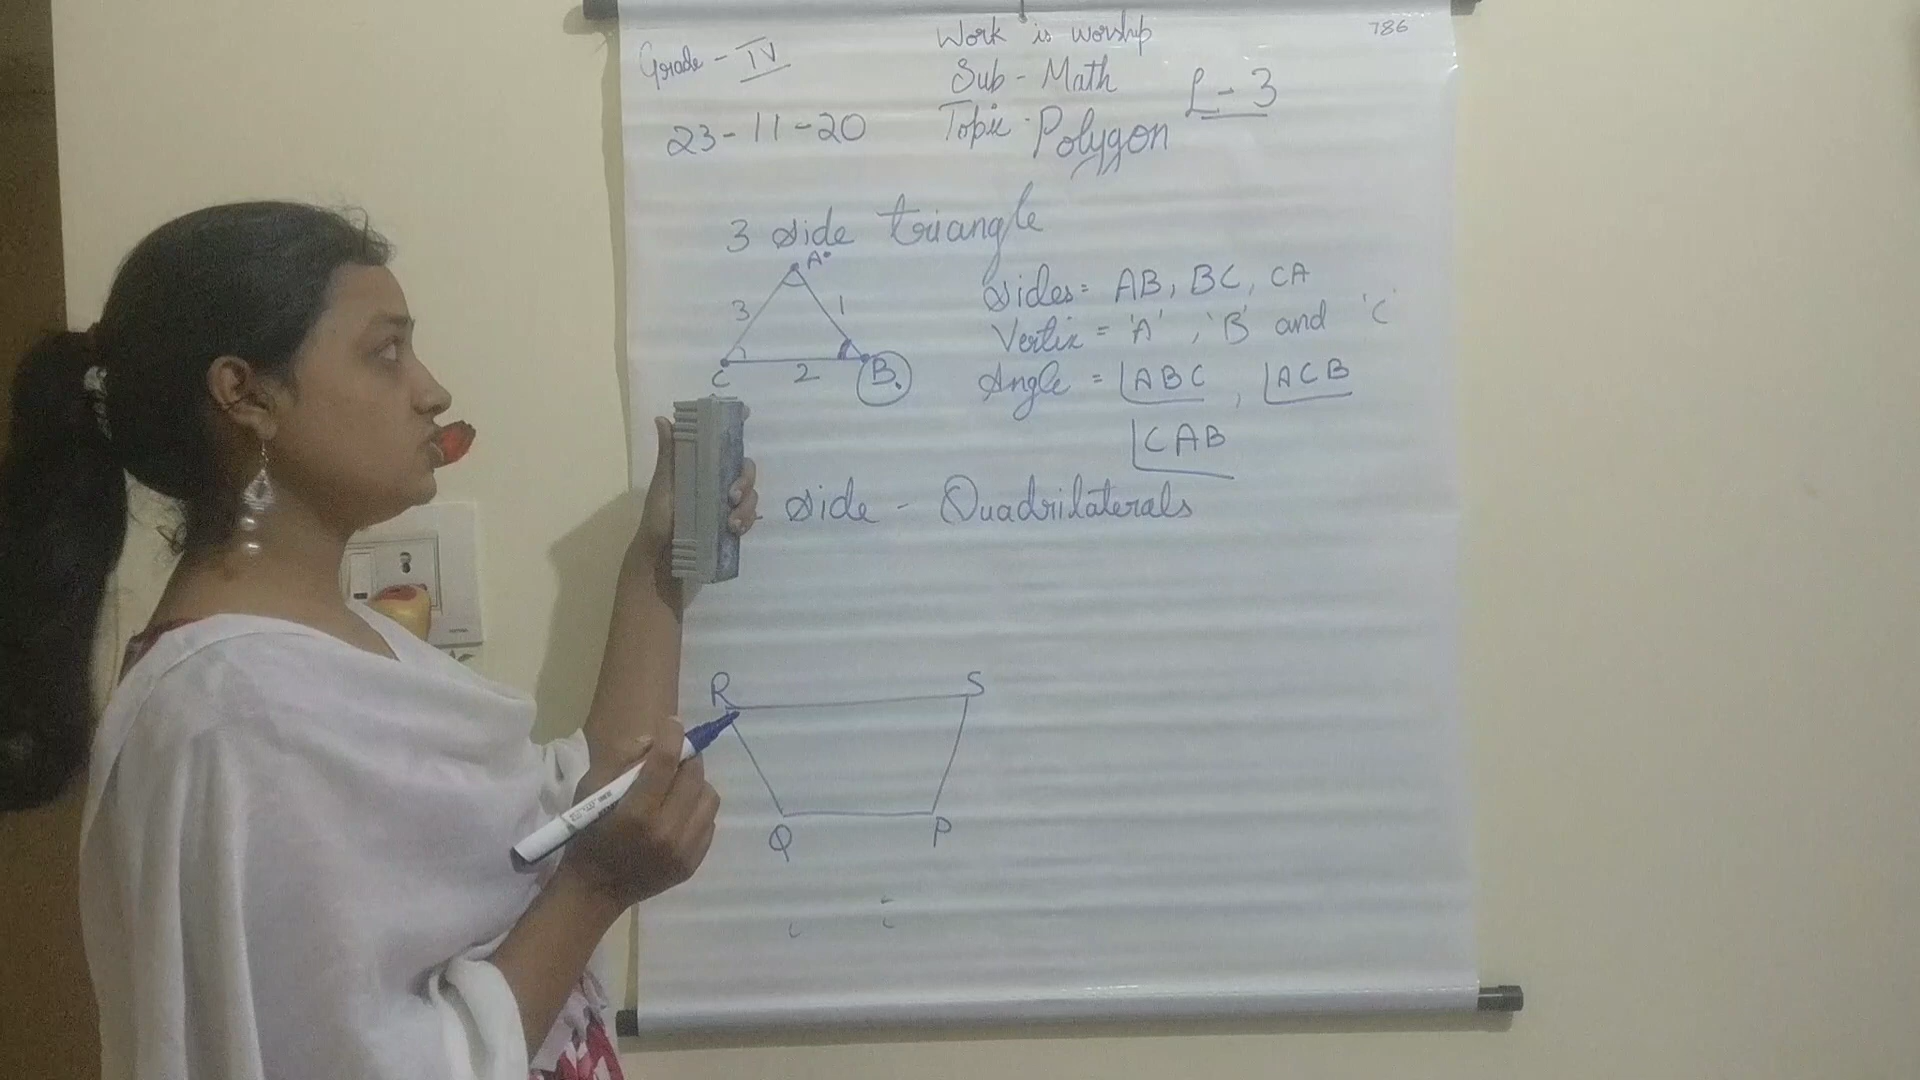 786
Work is worship
Grade - IV
Sub - Math
L - 3
23-11-20
Topic - Polygon
3 side triangle
A
3
1
C
2
B
Sides = AB, BC, CA
Vertix = 'A', 'B' and 'C'
Angle = ∠ABC, ∠ACB
∠CAB
side - Quadrilaterals
R
S
Q
P